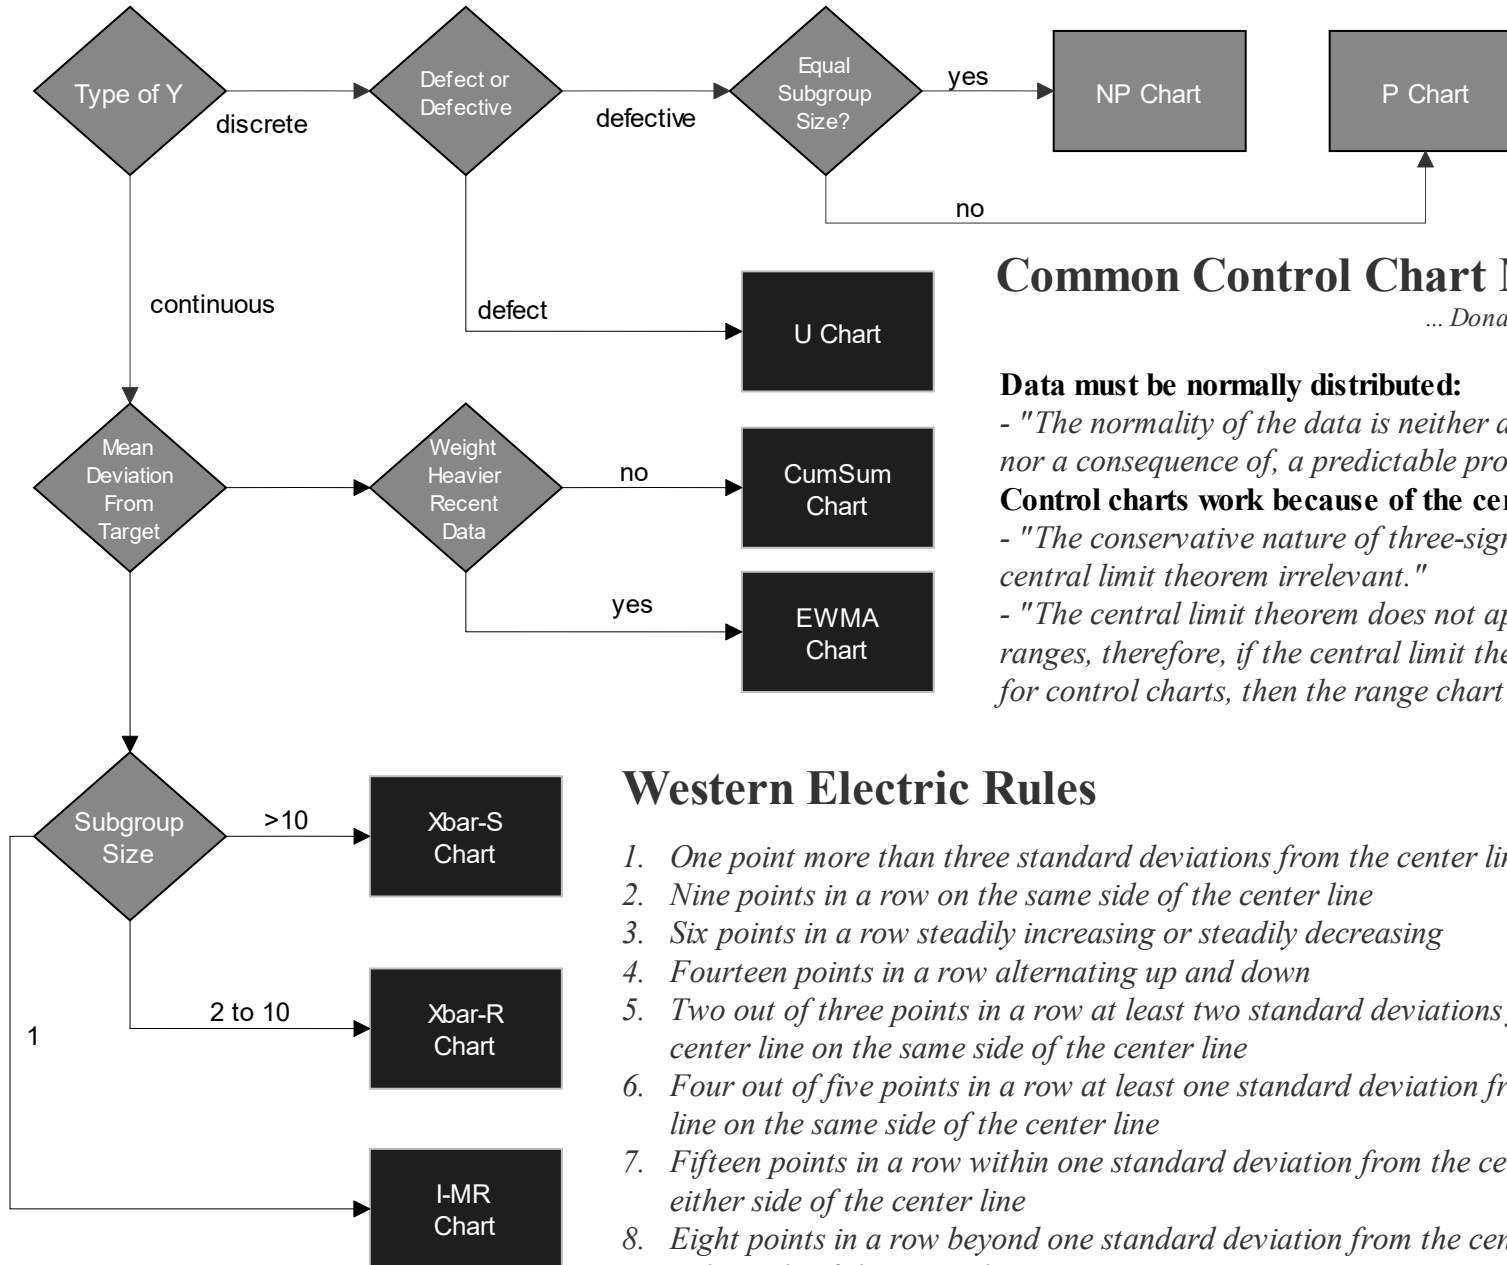 Type of Y
discrete
Defect or
Defective
defective
Equal
Subgroup
Size?
yes
NP Chart
P Chart
no
continuous
defect
U Chart
Common Control Chart
... Dona
Data must be normally distributed:
- "The normality of the data is neither a
nor a consequence of, a predictable pro
Control charts work because of the cen
- "The conservative nature of three-sigm
central limit theorem irrelevant."
- "The central limit theorem does not ap
ranges, therefore, if the central limit the
for control charts, then the range chart
Mean
Deviation
From
Target
Weight
Heavier
Recent
Data
no
CumSum
Chart
yes
EWMA
Chart
Subgroup
Size
>10
Xbar-S
Chart
2 to 10
Xbar-R
Chart
1
I-MR
Chart
Western Electric Rules
1. One point more than three standard deviations from the center lin
2. Nine points in a row on the same side of the center line
3. Six points in a row steadily increasing or steadily decreasing
4. Fourteen points in a row alternating up and down
5. Two out of three points in a row at least two standard deviations
center line on the same side of the center line
6. Four out of five points in a row at least one standard deviation fr
line on the same side of the center line
7. Fifteen points in a row within one standard deviation from the ce
either side of the center line
8. Eight points in a row beyond one standard deviation from the cen